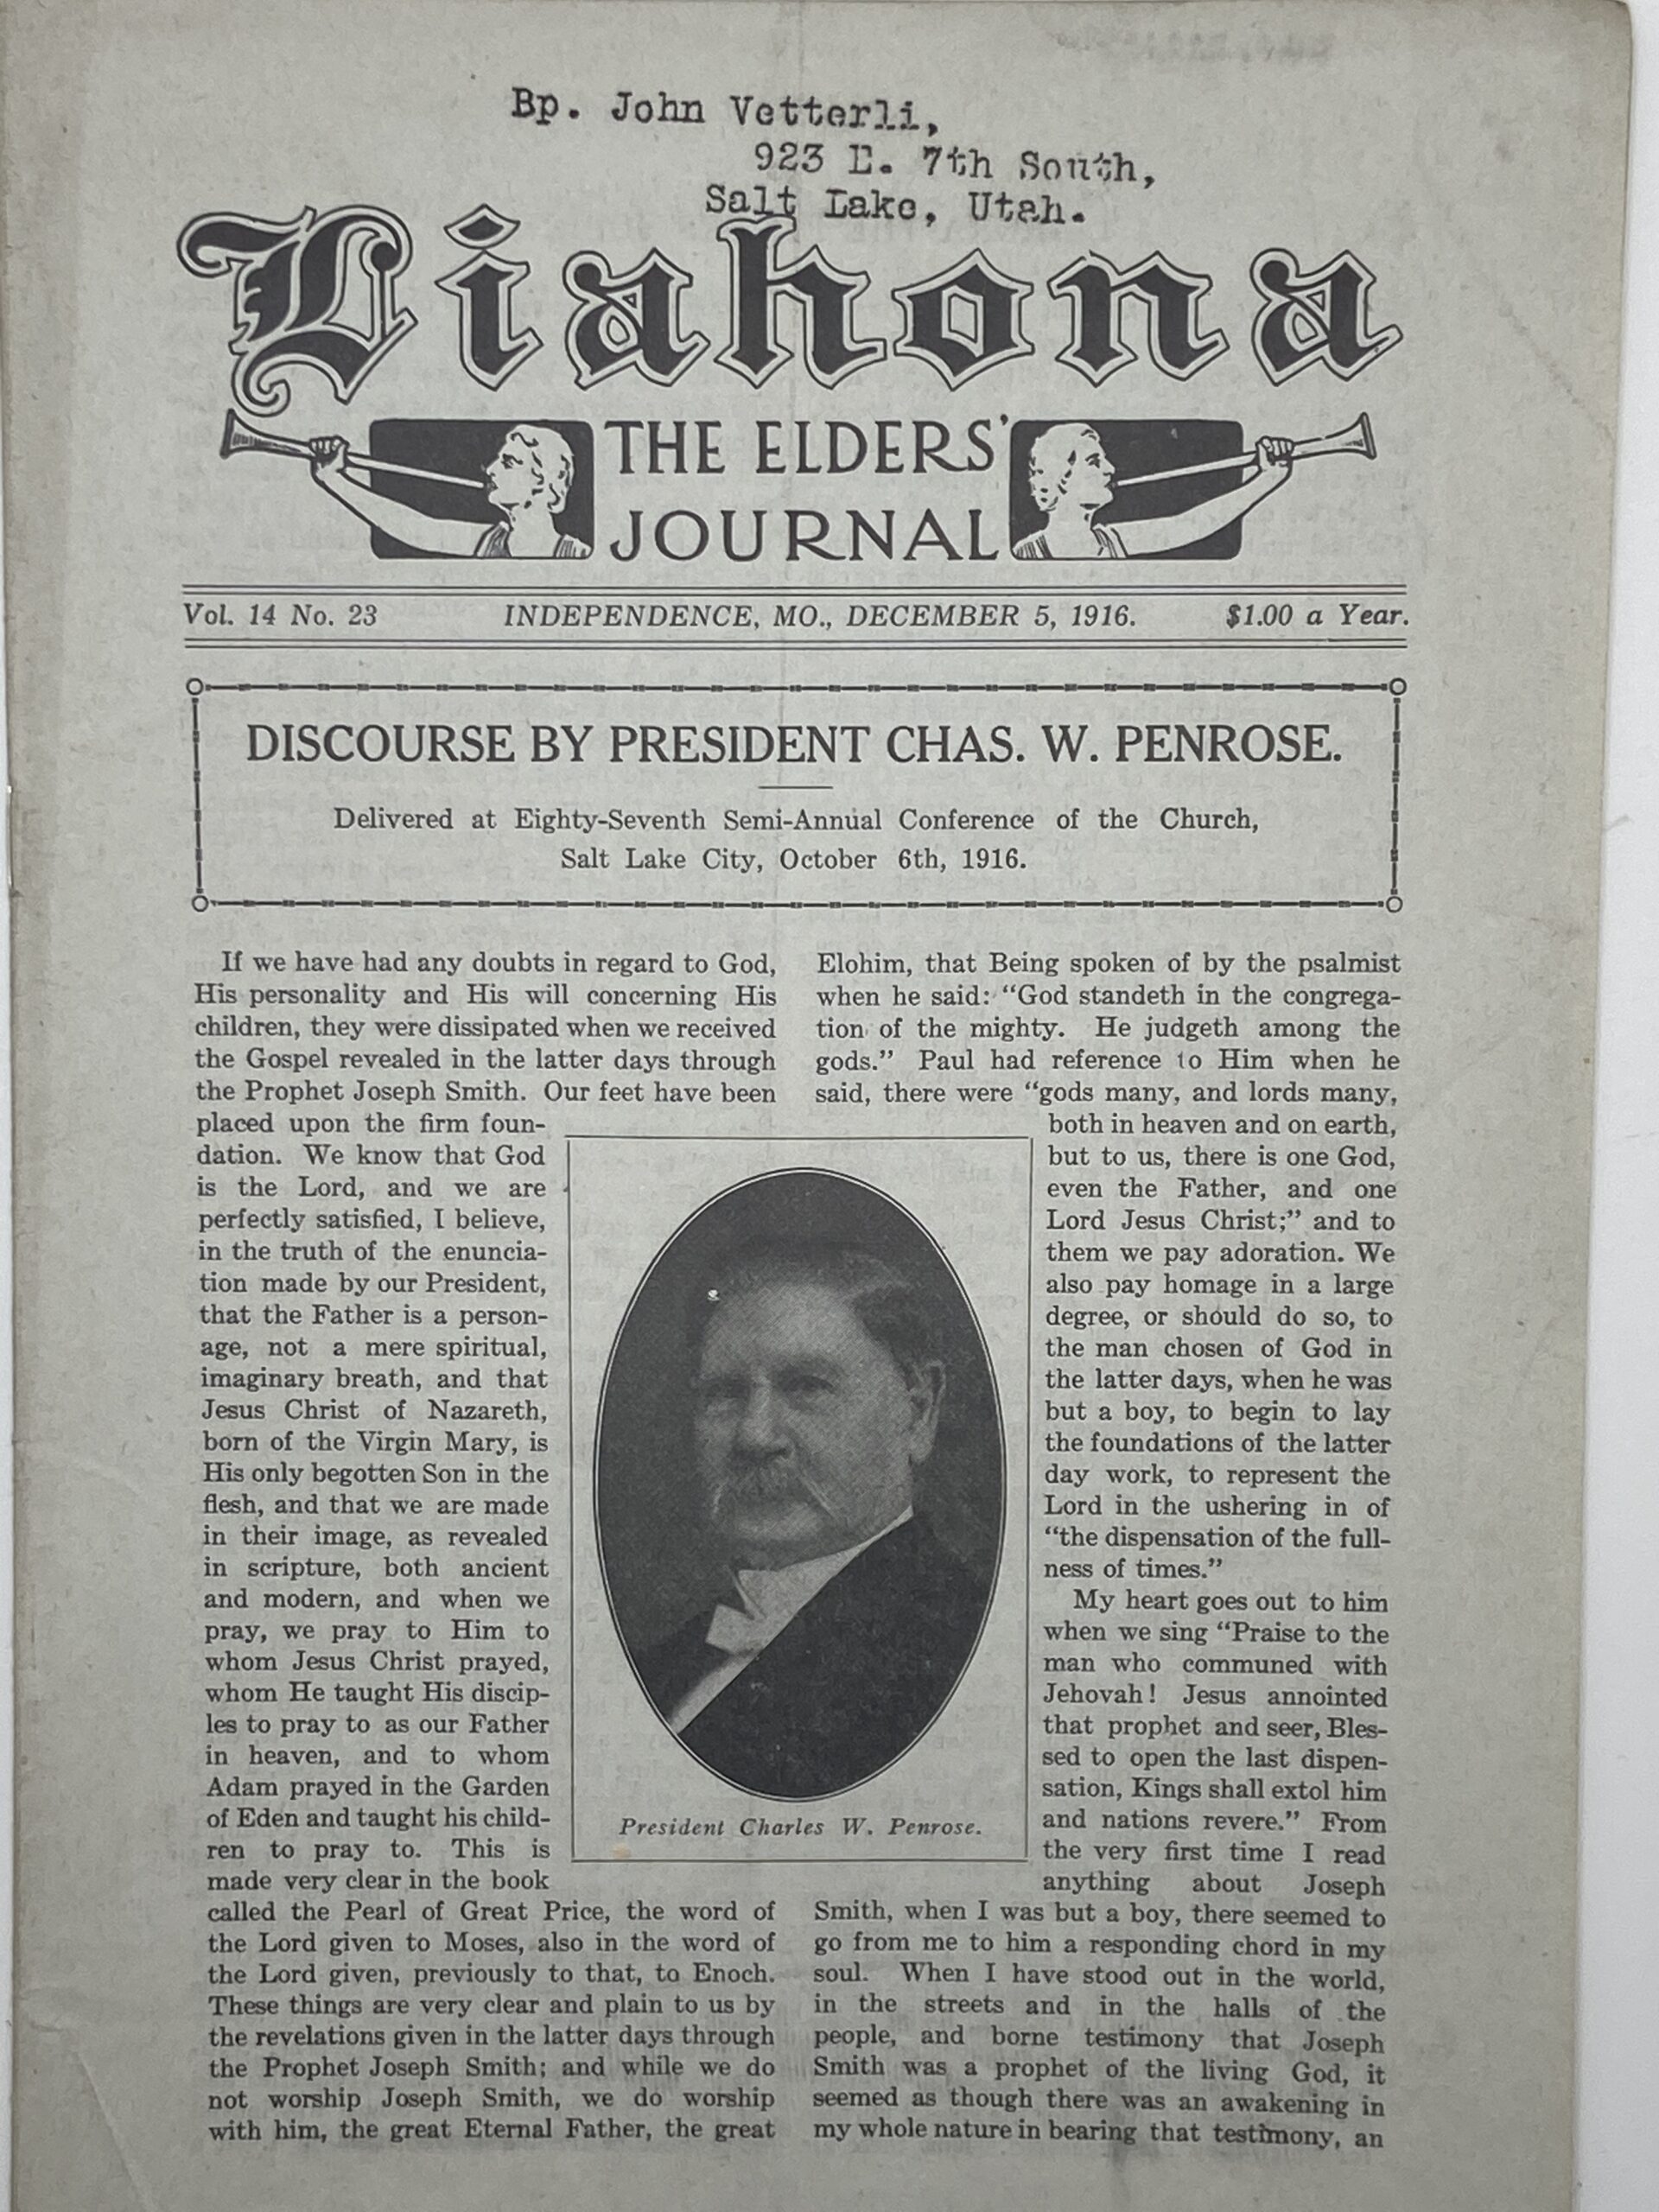 Bp. John Vetterli,
923 E. 7th South,
Salt Lake, Utah.
Liahona
THE ELDERS'
JOURNAL
Vol. 14 No. 23 INDEPENDENCE, MO., DECEMBER 5, 1916. $1.00 a Year.
DISCOURSE BY PRESIDENT CHAS. W. PENROSE.
Delivered at Eighty-Seventh Semi-Annual Conference of the Church,
Salt Lake City, October 6th, 1916.
If we have had any doubts in regard to God,
His personality and His will concerning His
children, they were dissipated when we received
the Gospel revealed in the latter days through
the Prophet Joseph Smith. Our feet have been
placed upon the firm foun-
dation. We know that God
is the Lord, and we are
perfectly satisfied, I believe,
in the truth of the enuncia-
tion made by our President,
that the Father is a person-
age, not a mere spiritual,
imaginary breath, and that
Jesus Christ of Nazareth,
born of the Virgin Mary, is
His only begotten Son in the
flesh, and that we are made
in their image, as revealed
in scripture, both ancient
and modern, and when we
pray, we pray to Him to
whom Jesus Christ prayed,
whom He taught His discip-
les to pray to as our Father
in heaven, and to whom
Adam prayed in the Garden
of Eden and taught his child-
ren to pray to. This is
made very clear in the book
called the Pearl of Great Price, the word of
the Lord given to Moses, also in the word of
the Lord given, previously to that, to Enoch.
These things are very clear and plain to us by
the revelations given in the latter days through
the Prophet Joseph Smith; and while we do
not worship Joseph Smith, we do worship
with him, the great Eternal Father, the great
President Charles W. Penrose.
Elohim, that Being spoken of by the psalmist
when he said: "God standeth in the congrega-
tion of the mighty. He judgeth among the
gods." Paul had reference to Him when he
said, there were "gods many, and lords many,
both in heaven and on earth,
but to us, there is one God,
even the Father, and one
Lord Jesus Christ;" and to
them we pay adoration. We
also pay homage in a large
degree, or should do so, to
the man chosen of God in
the latter days, when he was
but a boy, to begin to lay
the foundations of the latter
day work, to represent the
Lord in the ushering in of
"the dispensation of the full-
ness of times."
My heart goes out to him
when we sing "Praise to the
man who communed with
Jehovah! Jesus annointed
that prophet and seer, Bles-
sed to open the last dispen-
sation, Kings shall extol him
and nations revere." From
the very first time I read
anything about Joseph
Smith, when I was but a boy, there seemed to
go from me to him a responding chord in my
soul. When I have stood out in the world,
in the streets and in the halls of the
people, and borne testimony that Joseph
Smith was a prophet of the living God, it
seemed as though there was an awakening in
my whole nature in bearing that testimony, an